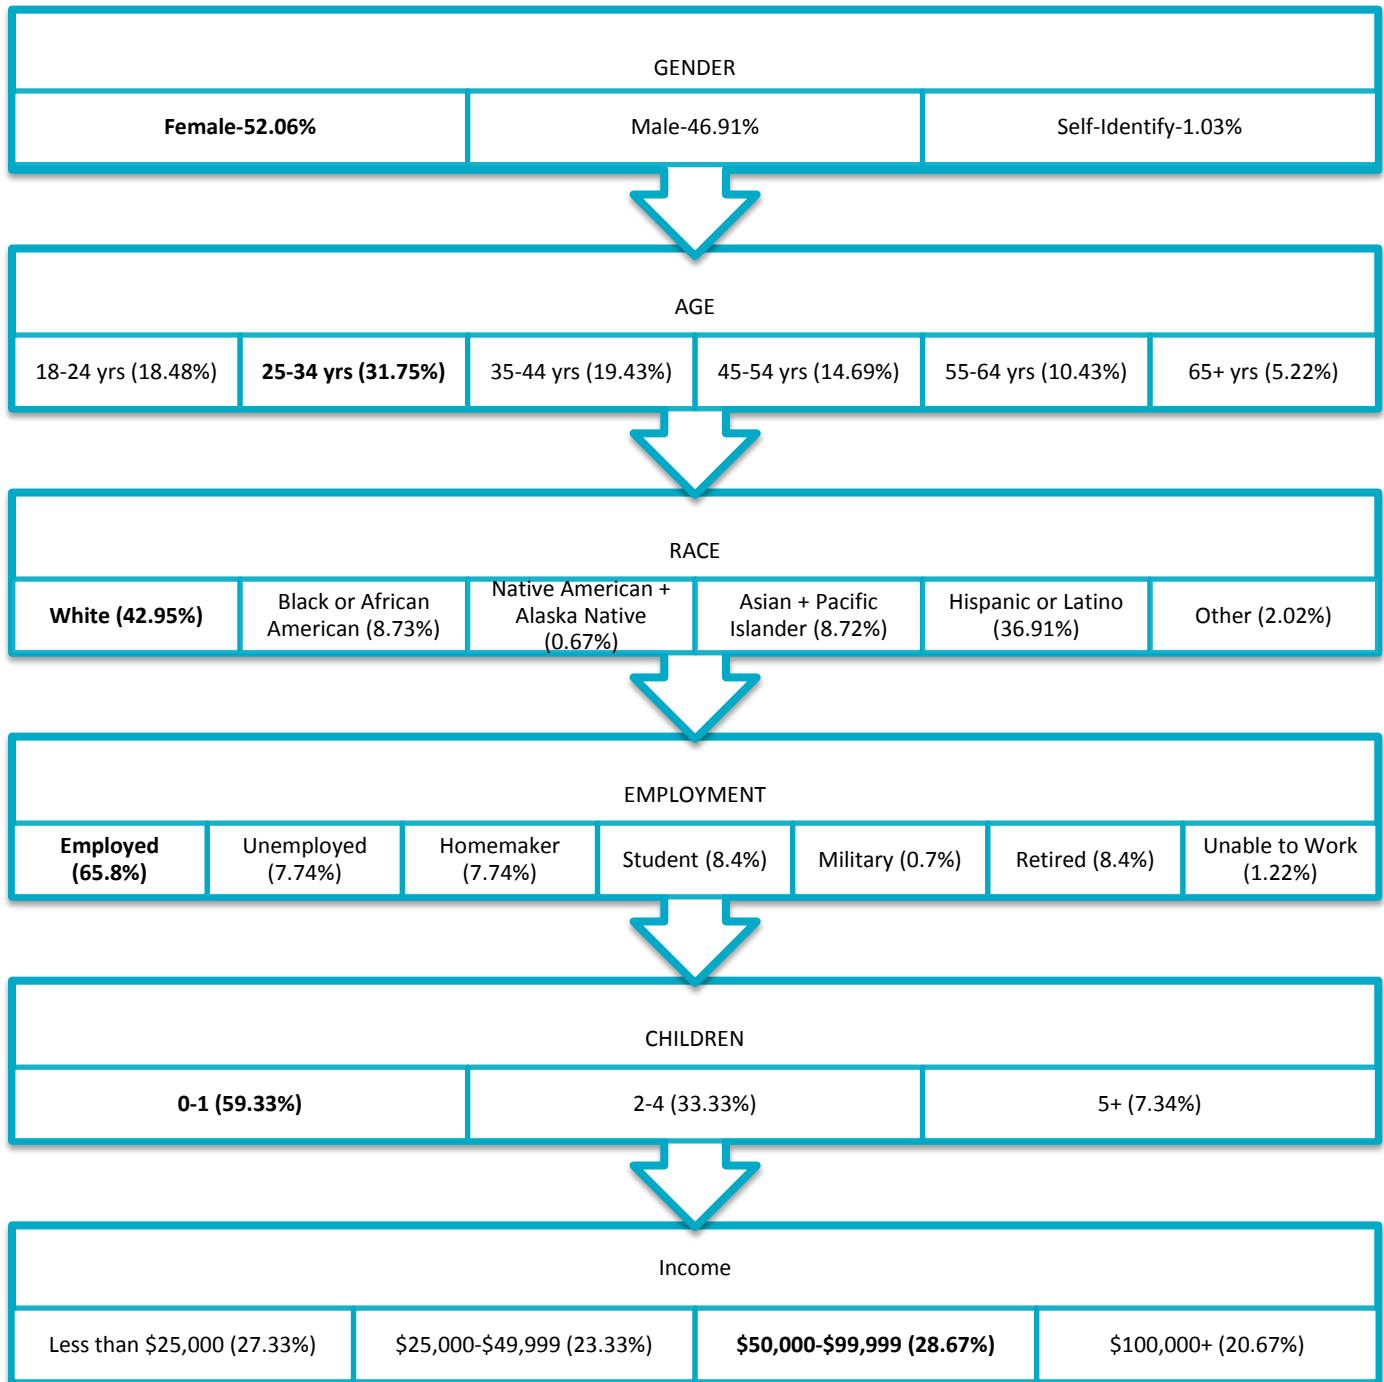 GENDER
Female-52.06%
Male-46.91%
Self-Identify-1.03%
AGE
18-24 yrs (18.48%)
25-34 yrs (31.75%)
35-44 yrs (19.43%)
45-54 yrs (14.69%)
55-64 yrs (10.43%)
65+ yrs (5.22%)
RACE
White (42.95%)
Black or African
American (8.73%)
Native American +
Alaska Native
(0.67%)
Asian + Pacific
Islander (8.72%)
Hispanic or Latino
(36.91%)
Other (2.02%)
EMPLOYMENT
Employed
(65.8%)
Unemployed
(7.74%)
Homemaker
(7.74%)
Student (8.4%)
Military (0.7%)
Retired (8.4%)
Unable to Work
(1.22%)
CHILDREN
0-1 (59.33%)
2-4 (33.33%)
5+ (7.34%)
Income
Less than $25,000 (27.33%)
$25,000-$49,999 (23.33%)
$50,000-$99,999 (28.67%)
$100,000+ (20.67%)